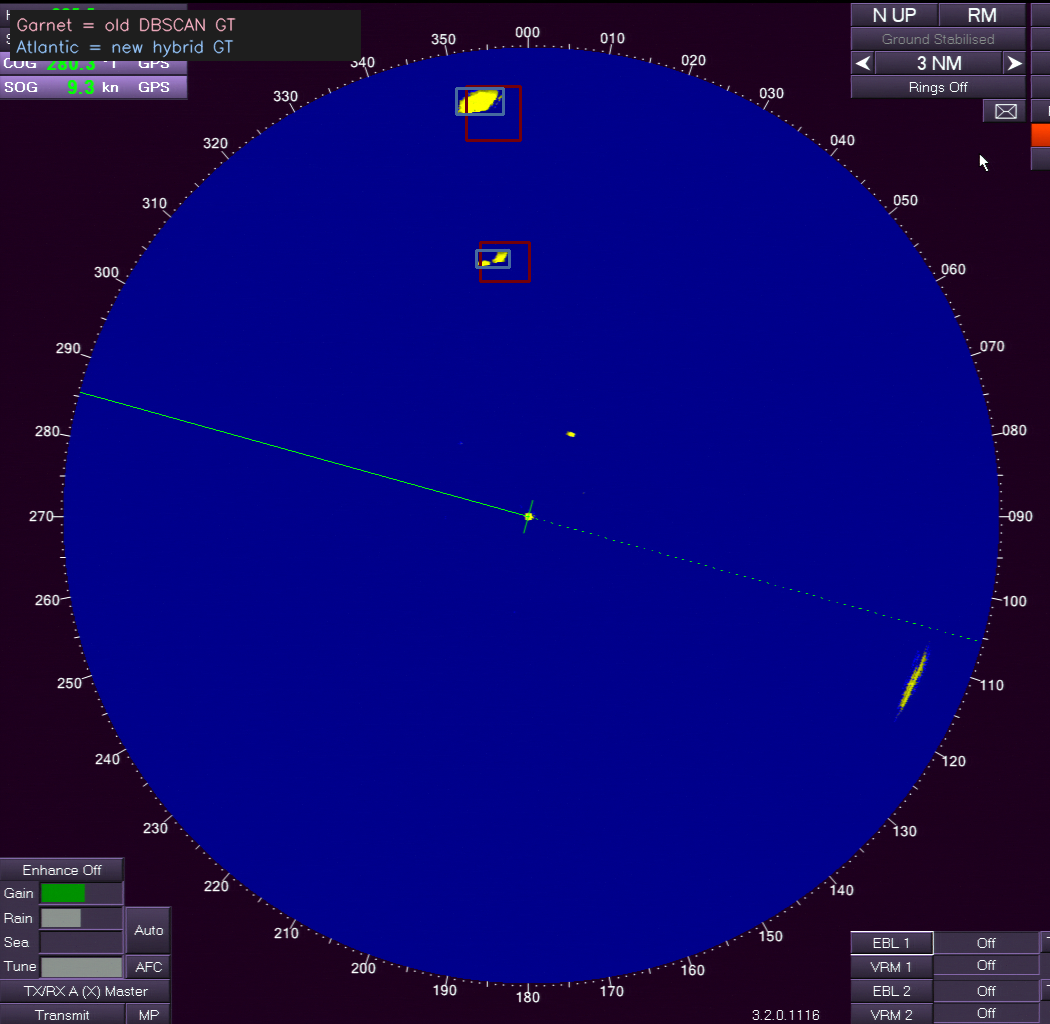 Garnet = old DBSCAN GT
Atlantic = new hybrid GT
COG 280.3 °T GPS
SOG 9.3 kn GPS
N UP RM
Ground Stabilised
3 NM
Rings Off
000
010
020
030
040
050
060
070
080
090
100
110
120
130
140
150
160
170
180
190
200
210
220
230
240
250
260
270
280
290
300
310
320
330
340
350
Enhance Off
Gain
Rain
Sea
Tune
Auto
AFC
TX/RX A (X) Master
Transmit MP
EBL 1 Off
VRM 1 Off
EBL 2 Off
VRM 2 Off
3.2.0.1116